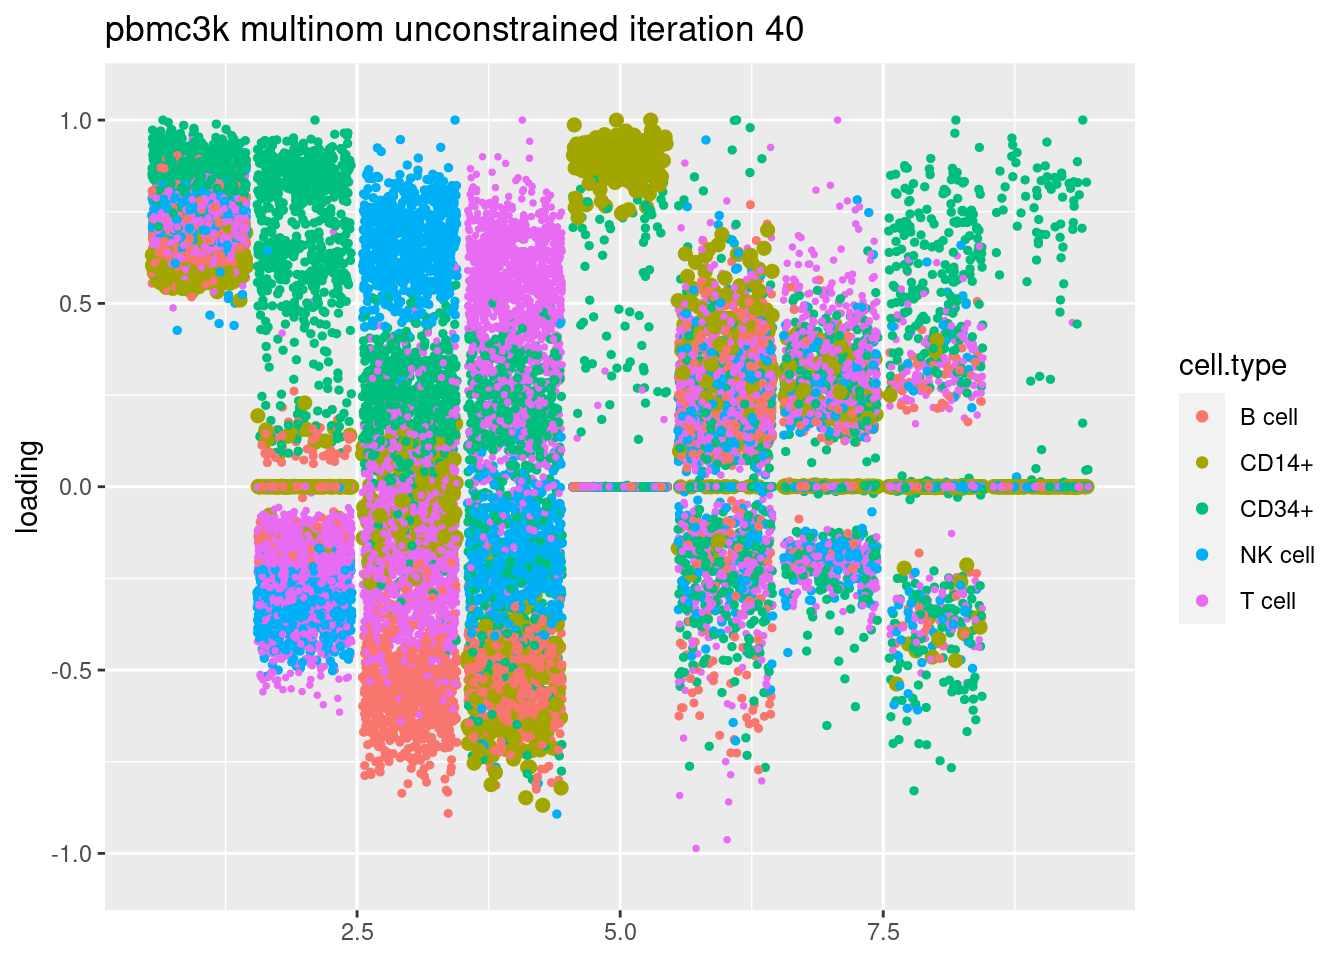 pbmc3k multinom unconstrained iteration 40
1.0
0.5
0.0
-0.5
-1.0
loading
2.5
5.0
7.5
cell.type
B cell
CD14+
CD34+
NK cell
T cell